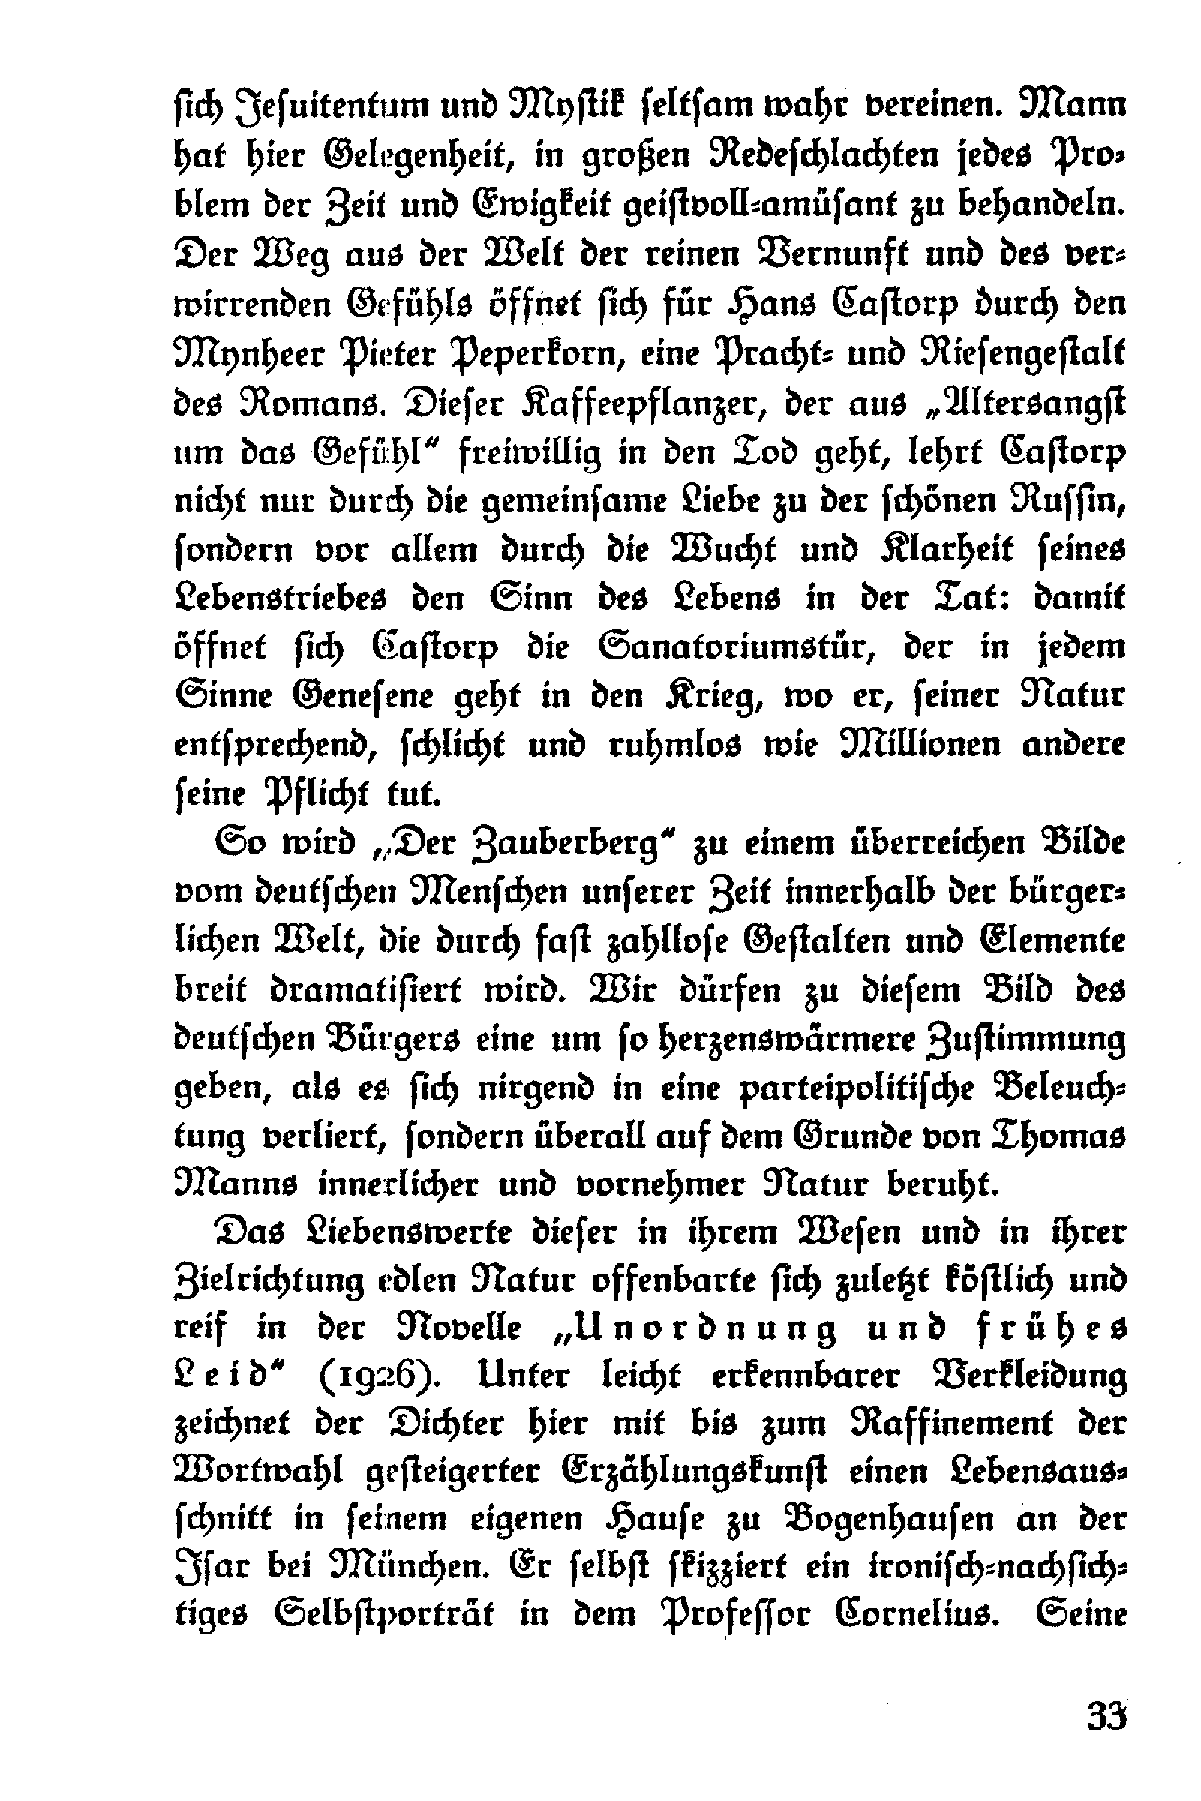 sich Jesuitentum und Mystik seltsam wahr vereinen. Mann
hat hier Gelegenheit, in großen Redeschlachten jedes Pro-
blem der Zeit und Ewigkeit geistvoll-amüsant zu behandeln.
Der Weg aus der Welt der reinen Vernunft und des ver-
wirrenden Gefühls öffnet sich für Hans Castorp durch den
Mynheer Pieter Peperkorn, eine Pracht- und Riesengestalt
des Romans. Dieser Kaffeepflanzer, der aus „Altersangst
um das Gefühl“ freiwillig in den Tod geht, lehrt Castorp
nicht nur durch die gemeinsame Liebe zu der schönen Russin,
sondern vor allem durch die Wucht und Klarheit seines
Lebenstriebes den Sinn des Lebens in der Tat: damit
öffnet sich Castorp die Sanatoriumstür, der in jedem
Sinne Genesene geht in den Krieg, wo er, seiner Natur
entsprechend, schlicht und ruhmlos wie Millionen andere
seine Pflicht tut.
So wird „Der Zauberberg“ zu einem überreichen Bilde
vom deutschen Menschen unserer Zeit innerhalb der bürger-
lichen Welt, die durch fast zahllose Gestalten und Elemente
breit dramatisiert wird. Wir dürfen zu diesem Bild des
deutschen Bürgers eine um so herzenswärmere Zustimmung
geben, als es sich nirgend in eine parteipolitische Beleuch-
tung verliert, sondern überall auf dem Grunde von Thomas
Manns innerlicher und vornehmer Natur beruht.
Das Liebenswerte dieser in ihrem Wesen und in ihrer
Zielrichtung edlen Natur offenbarte sich zuletzt köstlich und
reif in der Novelle „Unordnung und frühes
Leid“ (1926). Unter leicht erkennbarer Verkleidung
zeichnet der Dichter hier mit bis zum Raffinement der
Wortwahl gesteigerter Erzählungskunst einen Lebensaus-
schnitt in seinem eigenen Hause zu Bogenhausen an der
Isar bei München. Er selbst skizziert ein ironisch-nachsich-
tiges Selbstporträt in dem Professor Cornelius. Seine
33